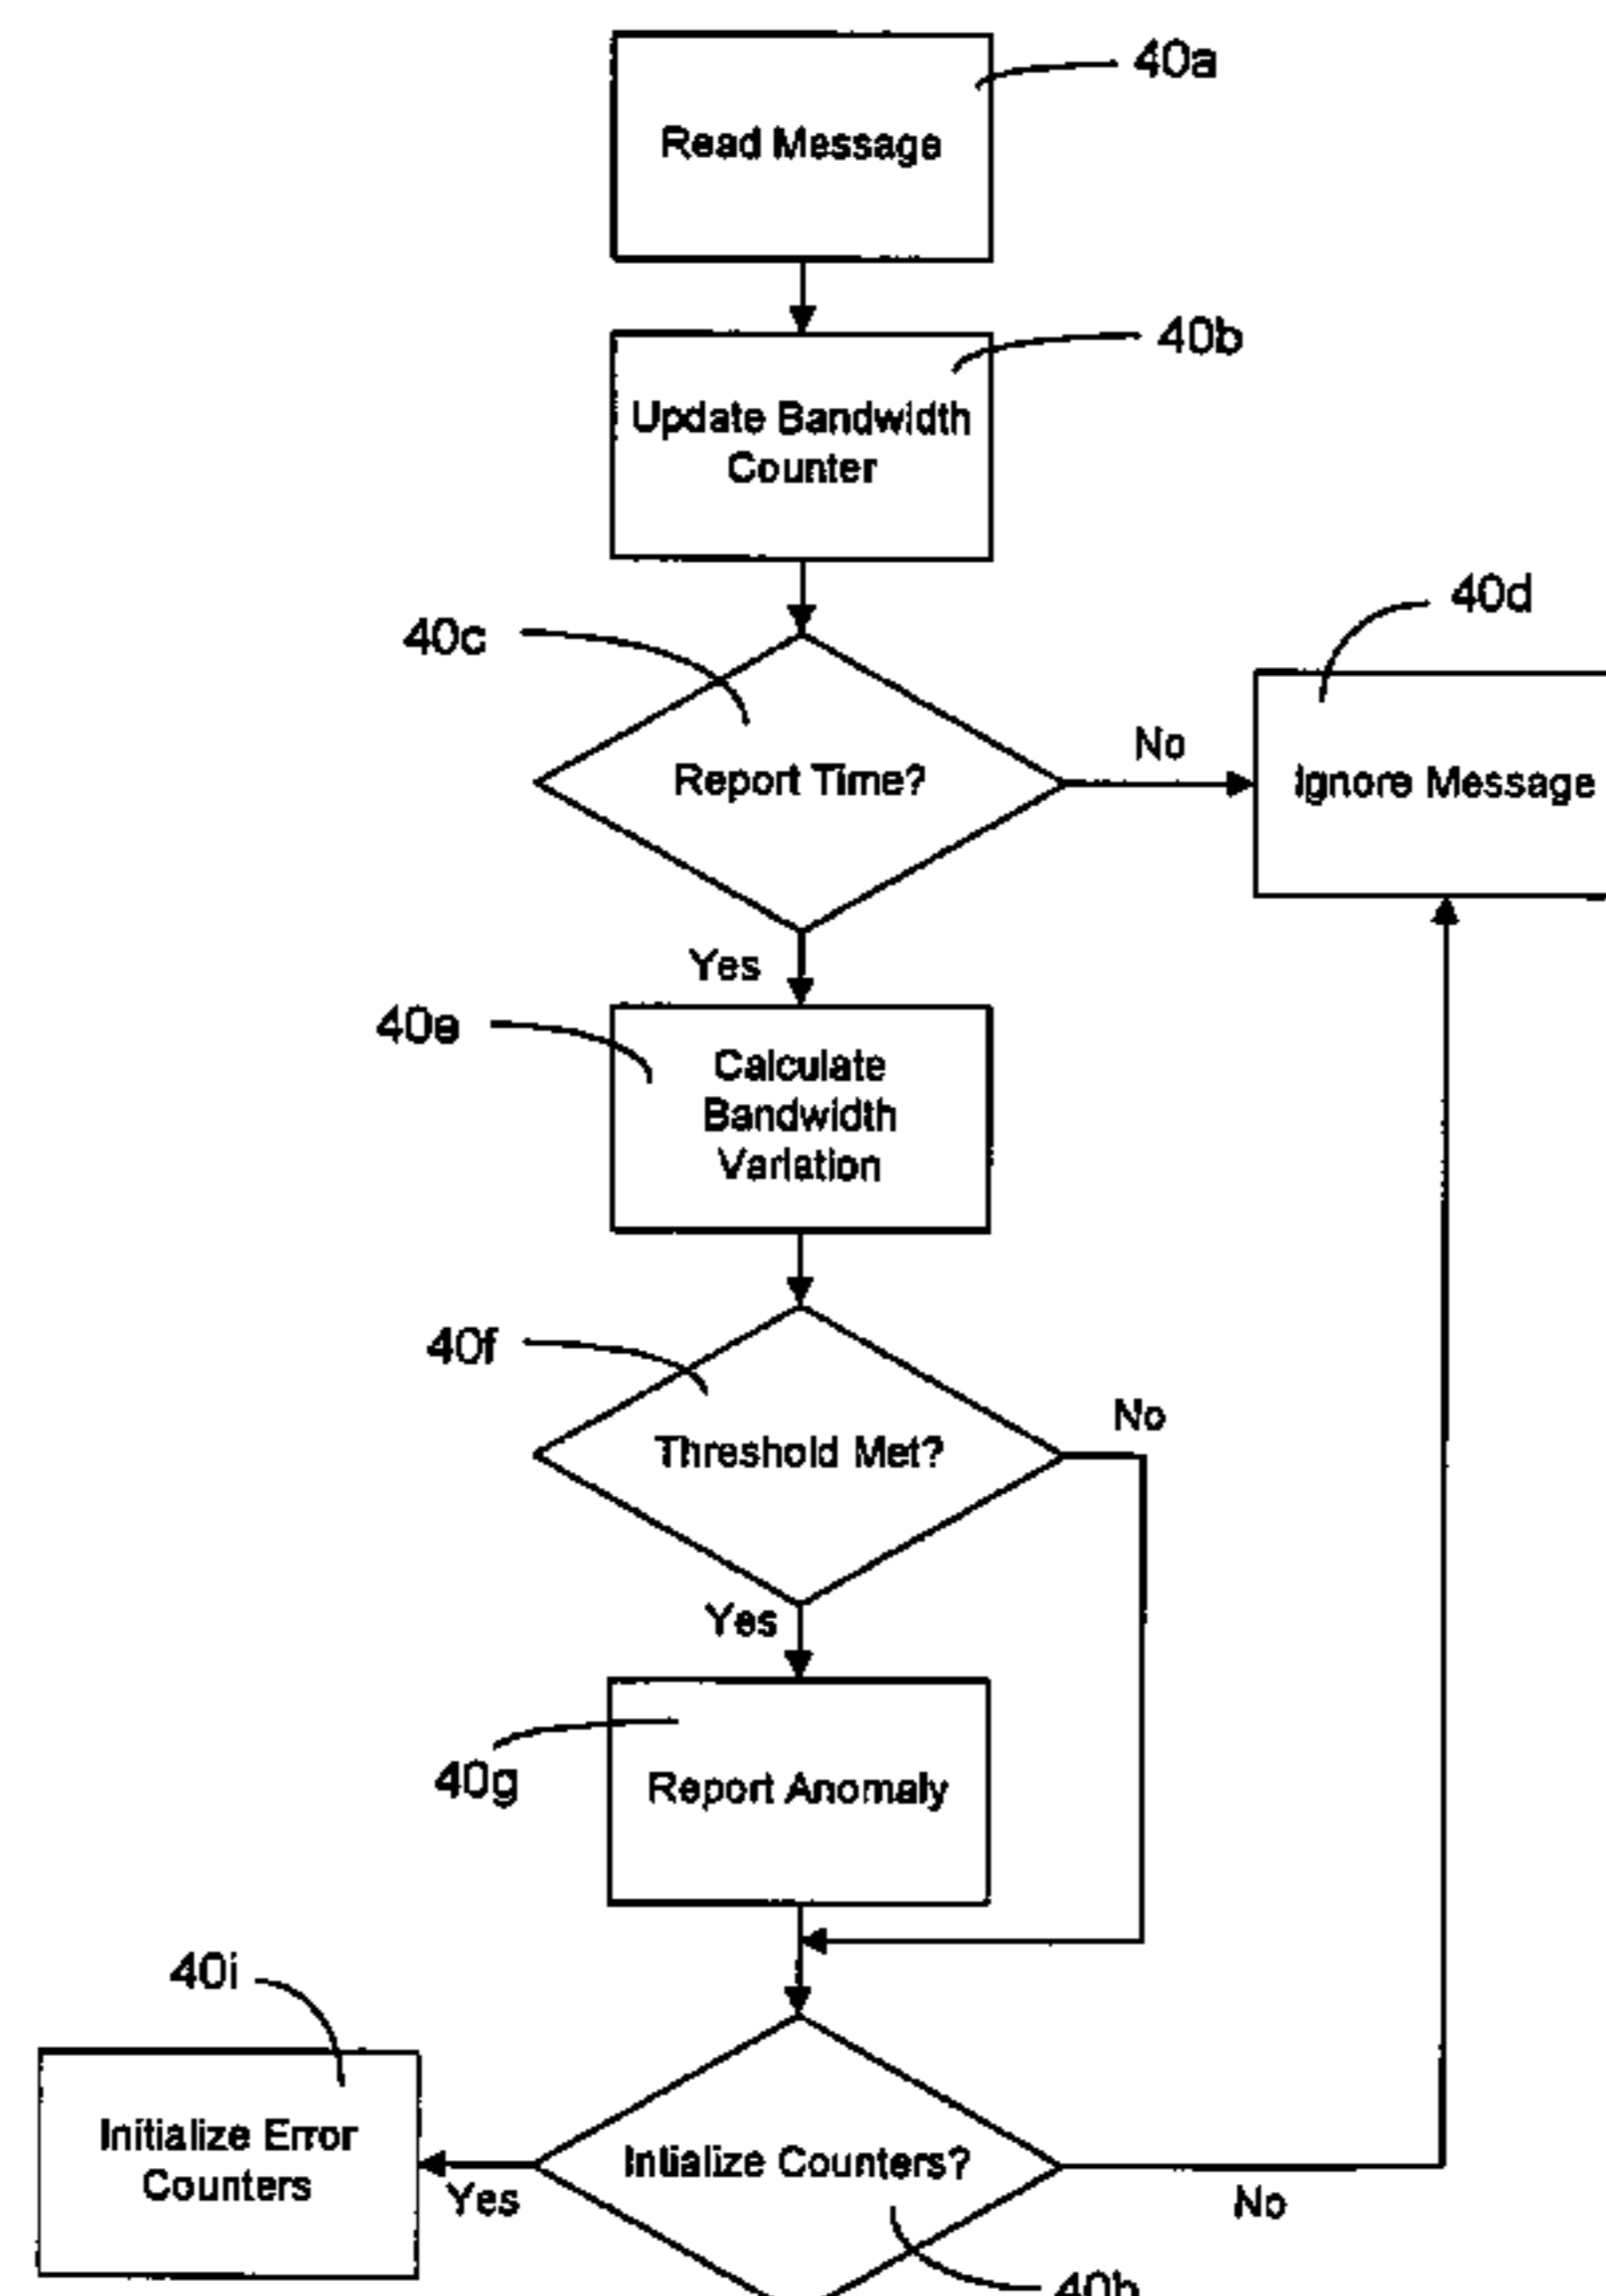 40a
Read Message
40b
Update Bandwidth
Counter
40c
Report Time?
No
40d
Ignore Message
Yes
40e
Calculate
Bandwidth
Variation
40f
Threshold Met?
No
Yes
40g
Report Anomaly
40i
Initialize Error
Counters
Yes
Intialize Counters?
No
40h